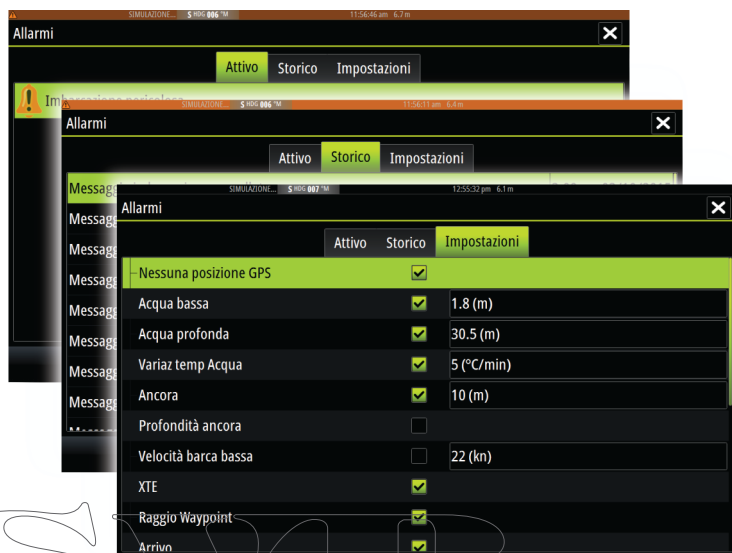 SIMULAZIONE... S HDG 006 °M 11:56:46 am 6.7 m
Allarmi
Attivo Storico Impostazioni
SIMULAZIONE... S HDG 006 °M 11:56:11 am 6.4 m
Allarmi
Attivo Storico Impostazioni
SIMULAZIONE... S HDG 007 °M 12:55:32 pm 6.1 m
Allarmi
Attivo Storico Impostazioni
Nessuna posizione GPS
Acqua bassa 1.8 (m)
Acqua profonda 30.5 (m)
Variaz temp Acqua 5 (°C/min)
Ancora 10 (m)
Profondità ancora
Velocità barca bassa 22 (kn)
XTE
Raggio Waypoint
Arrivo